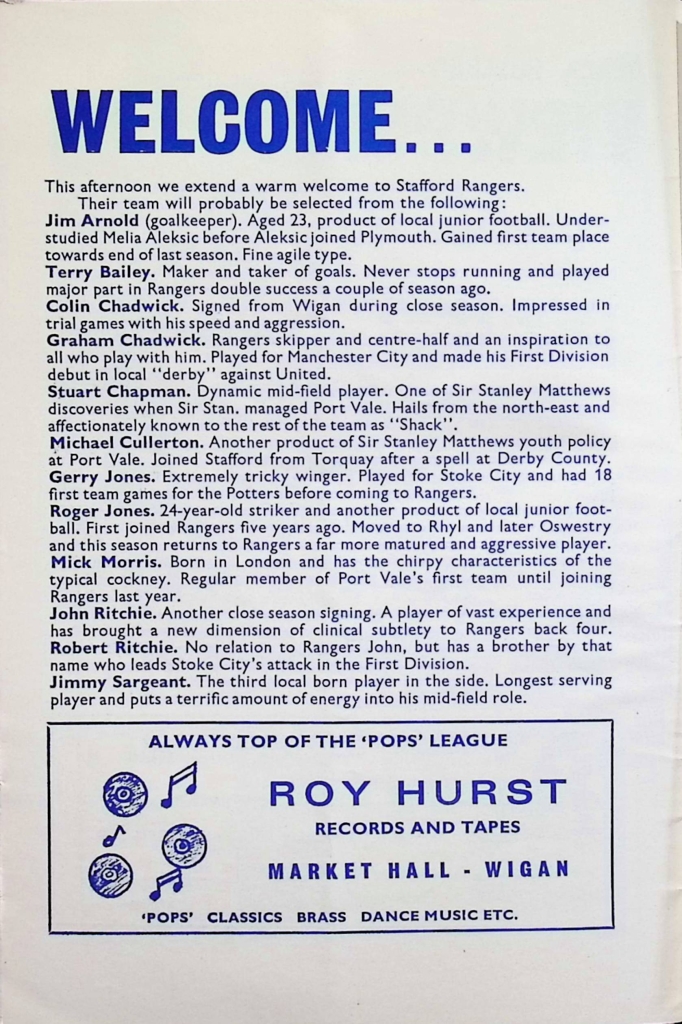 WELCOME...
This afternoon we extend a warm welcome to Stafford Rangers.
Their team will probably be selected from the following:
Jim Arnold (goalkeeper). Aged 23, product of local junior football. Under-
studied Melia Aleksic before Aleksic joined Plymouth. Gained first team place
towards end of last season. Fine agile type.
Terry Bailey. Maker and taker of goals. Never stops running and played
major part in Rangers double success a couple of season ago.
Colin Chadwick. Signed from Wigan during close season. Impressed in
trial games with his speed and aggression.
Graham Chadwick. Rangers skipper and centre-half and an inspiration to
all who play with him. Played for Manchester City and made his First Division
debut in local "derby" against United.
Stuart Chapman. Dynamic mid-field player. One of Sir Stanley Matthews
discoveries when Sir Stan. managed Port Vale. Hails from the north-east and
affectionately known to the rest of the team as "Shack".
Michael Cullerton. Another product of Sir Stanley Matthews youth policy
at Port Vale. Joined Stafford from Torquay after a spell at Derby County.
Gerry Jones. Extremely tricky winger. Played for Stoke City and had 18
first team games for the Potters before coming to Rangers.
Roger Jones. 24-year-old striker and another product of local junior foot-
ball. First joined Rangers five years ago. Moved to Rhyl and later Oswestry
and this season returns to Rangers a far more matured and aggressive player.
Mick Morris. Born in London and has the chirpy characteristics of the
typical cockney. Regular member of Port Vale's first team until joining
Rangers last year.
John Ritchie. Another close season signing. A player of vast experience and
has brought a new dimension of clinical subtlety to Rangers back four.
Robert Ritchie. No relation to Rangers John, but has a brother by that
name who leads Stoke City's attack in the First Division.
Jimmy Sargeant. The third local born player in the side. Longest serving
player and puts a terrific amount of energy into his mid-field role.
ALWAYS TOP OF THE 'POPS' LEAGUE
ROY HURST
RECORDS AND TAPES
MARKET HALL - WIGAN
'POPS' CLASSICS BRASS DANCE MUSIC ETC.